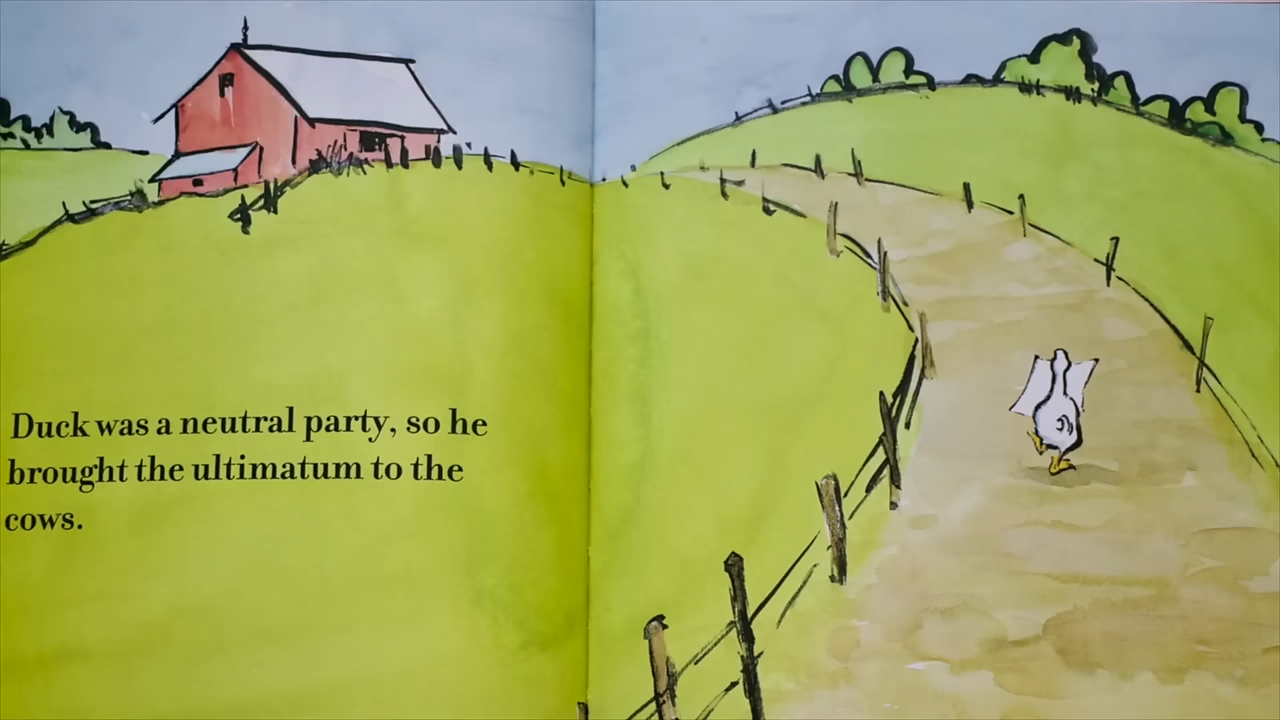 Duck was a neutral party, so he
brought the ultimatum to the
cows.